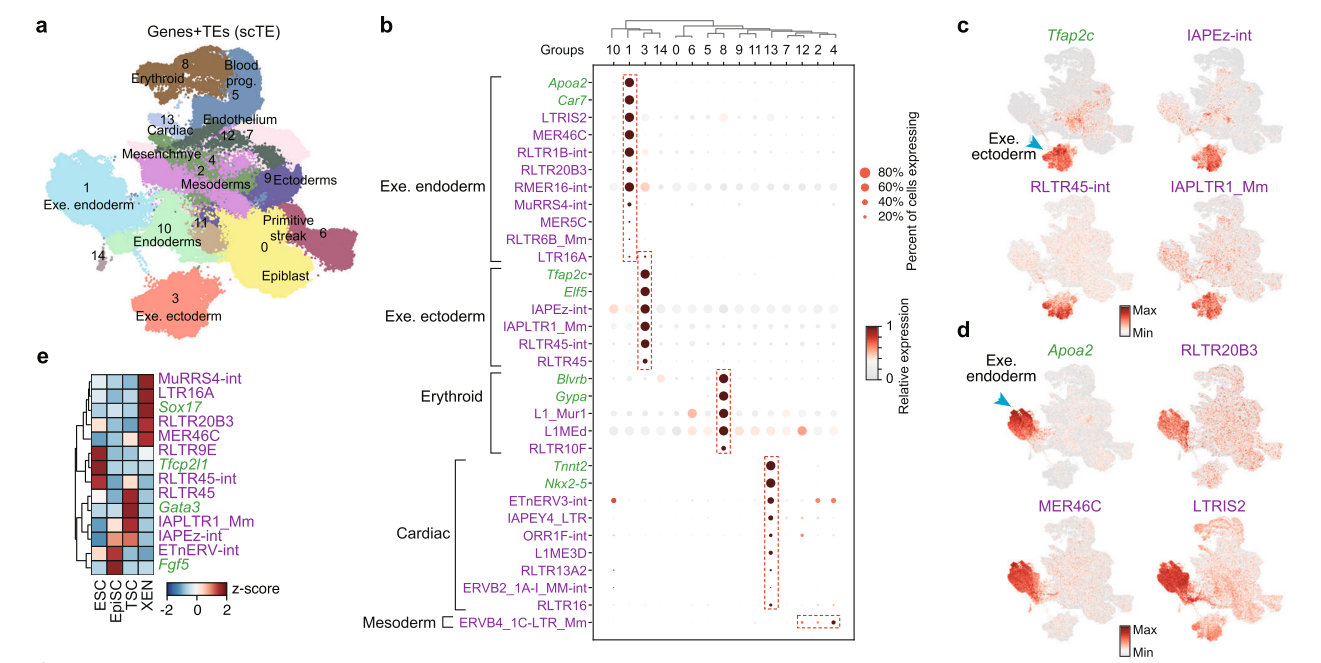 a
Genes+TEs (scTE)
8
Erythroid
Blood
prog.
5
13
Cardiac
Endothelium
12
7
Mesenchmye
4
2
Mesoderms
9
Ectoderms
1
Exe. endoderm
10
Endoderms
11
Primitive
streak
6
0
Epiblast
14
3
Exe. ectoderm
b
Groups
10 1 3 14 0 6 5 8 9 11 13 7 12 2 4
Exe. endoderm
Apoa2
Car7
LTRIS2
MER46C
RLTR1B-int
RLTR20B3
RMER16-int
MuRRS4-int
MER5C
RLTR6B_Mm
LTR16A
Exe. ectoderm
Tfap2c
Elf5
IAPEz-int
IAPLTR1_Mm
RLTR45-int
RLTR45
Erythroid
Blvrb
Gypa
L1_Mur1
L1MEd
RLTR10F
Cardiac
Tnnt2
Nkx2-5
ETnERV3-int
IAPEY4_LTR
ORR1F-int
L1ME3D
RLTR13A2
ERVB2_1A-I_MM-int
RLTR16
Mesoderm
ERVB4_1C-LTR_Mm
80%
60%
40%
20%
Percent of cells expressing
1
0
Relative expression
c
Tfap2c
IAPEz-int
Exe.
ectoderm
RLTR45-int
IAPLTR1_Mm
Max
Min
d
Apoa2
RLTR20B3
Exe.
endoderm
MER46C
LTRIS2
Max
Min
e
MuRRS4-int
LTR16A
Sox17
RLTR20B3
MER46C
RLTR9E
Tfcp2l1
RLTR45-int
RLTR45
Gata3
IAPLTR1_Mm
IAPEz-int
ETnERV-int
Fgf5
ESC
EpiSC
TSC
XEN
z-score
-2 0 2